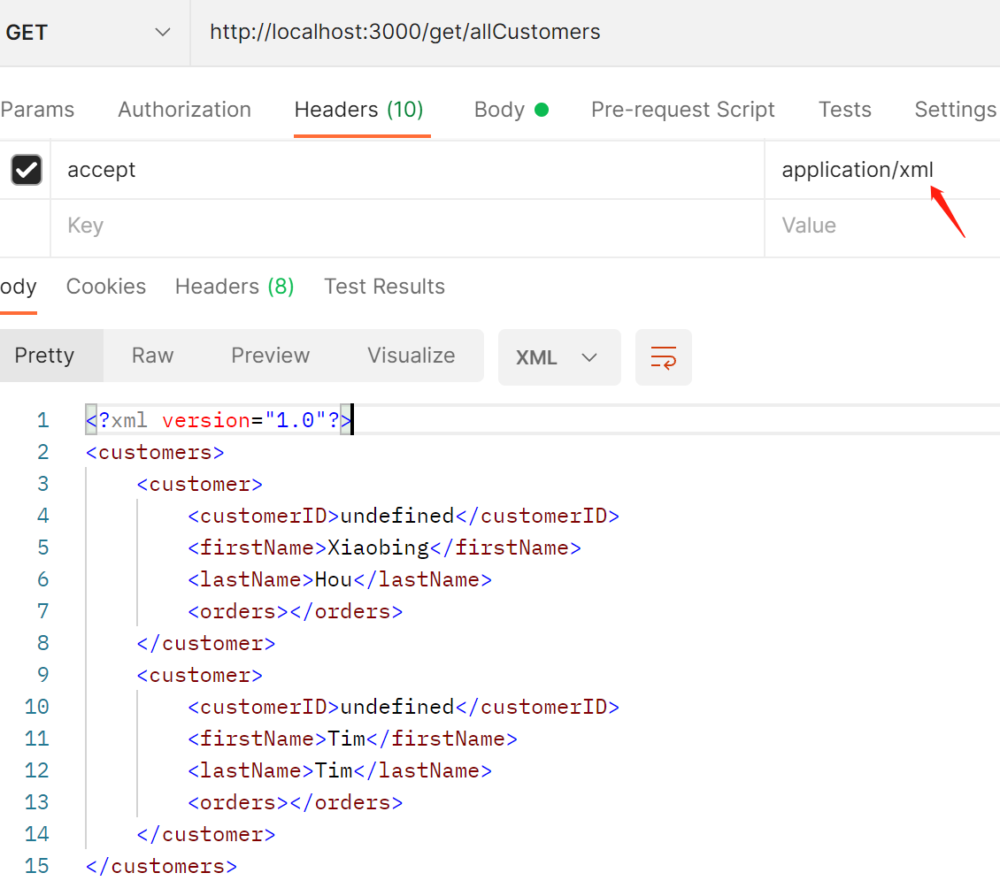 GET http://localhost:3000/get/allCustomers
Params Authorization Headers (10) Body Pre-request Script Tests Settings
accept application/xml
Key Value
ody Cookies Headers (8) Test Results
Pretty Raw Preview Visualize XML
1 <?xml version="1.0"?>
2 <customers>
3 <customer>
4 <customerID>undefined</customerID>
5 <firstName>Xiaobing</firstName>
6 <lastName>Hou</lastName>
7 <orders></orders>
8 </customer>
9 <customer>
10 <customerID>undefined</customerID>
11 <firstName>Tim</firstName>
12 <lastName>Tim</lastName>
13 <orders></orders>
14 </customer>
15 </customers>